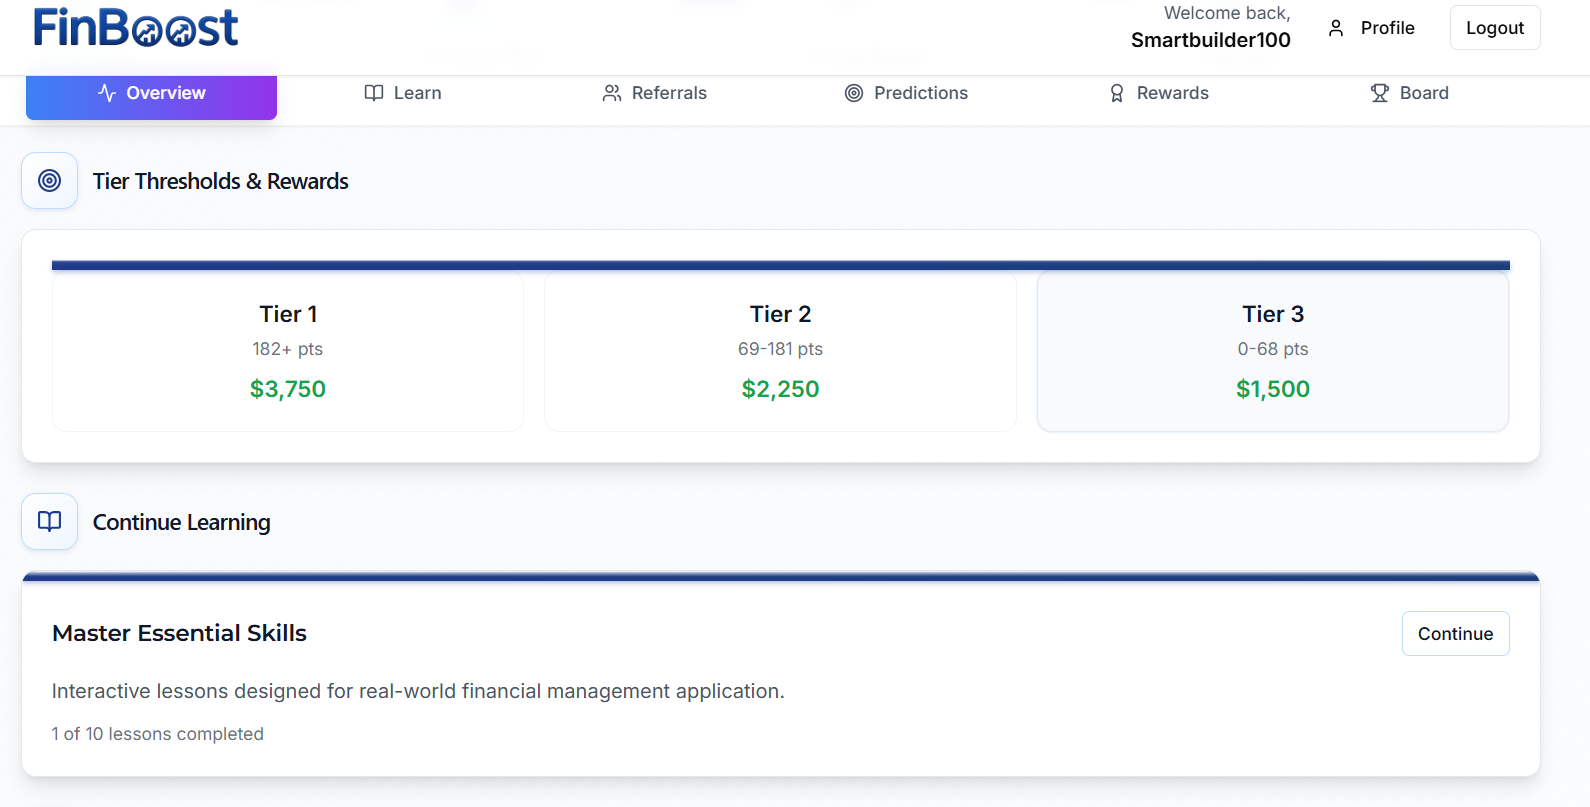 FinBoost
Welcome back,
Smartbuilder100
Profile
Logout
Overview
Learn
Referrals
Predictions
Rewards
Board
Tier Thresholds & Rewards
Tier 1
182+ pts
$3,750
Tier 2
69-181 pts
$2,250
Tier 3
0-68 pts
$1,500
Continue Learning
Master Essential Skills
Continue
Interactive lessons designed for real-world financial management application.
1 of 10 lessons completed